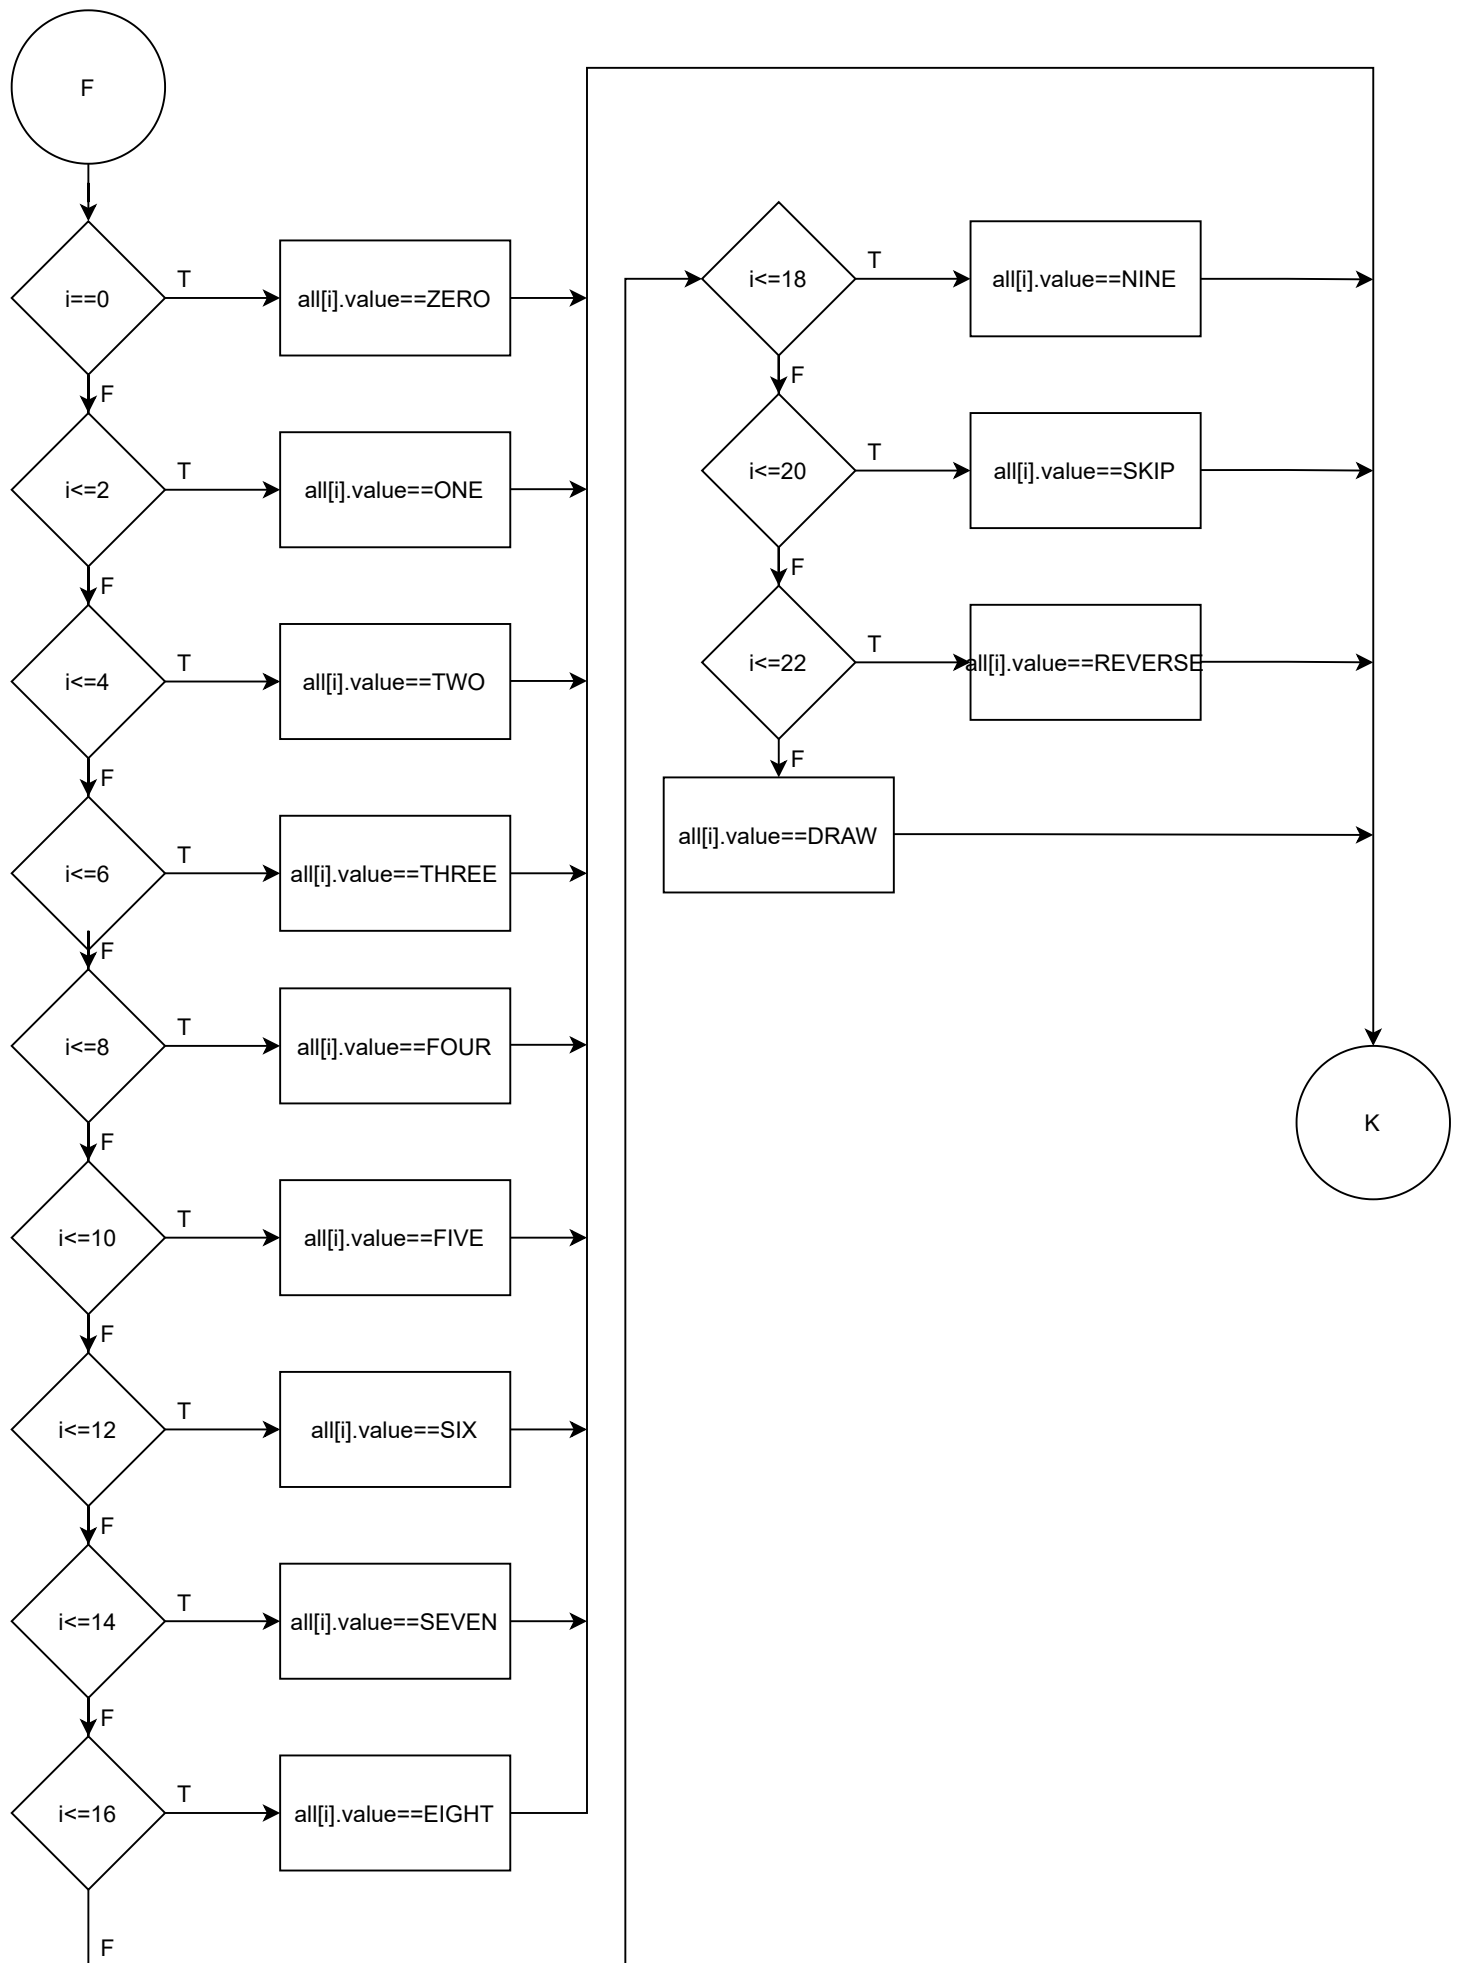 F
i==0
T
all[i].value==ZERO
F
i<=2
T
all[i].value==ONE
F
i<=4
T
all[i].value==TWO
F
i<=6
T
all[i].value==THREE
F
i<=8
T
all[i].value==FOUR
F
i<=10
T
all[i].value==FIVE
F
i<=12
T
all[i].value==SIX
F
i<=14
T
all[i].value==SEVEN
F
i<=16
T
all[i].value==EIGHT
F
i<=18
T
all[i].value==NINE
F
i<=20
T
all[i].value==SKIP
F
i<=22
T
all[i].value==REVERSE
F
all[i].value==DRAW
K